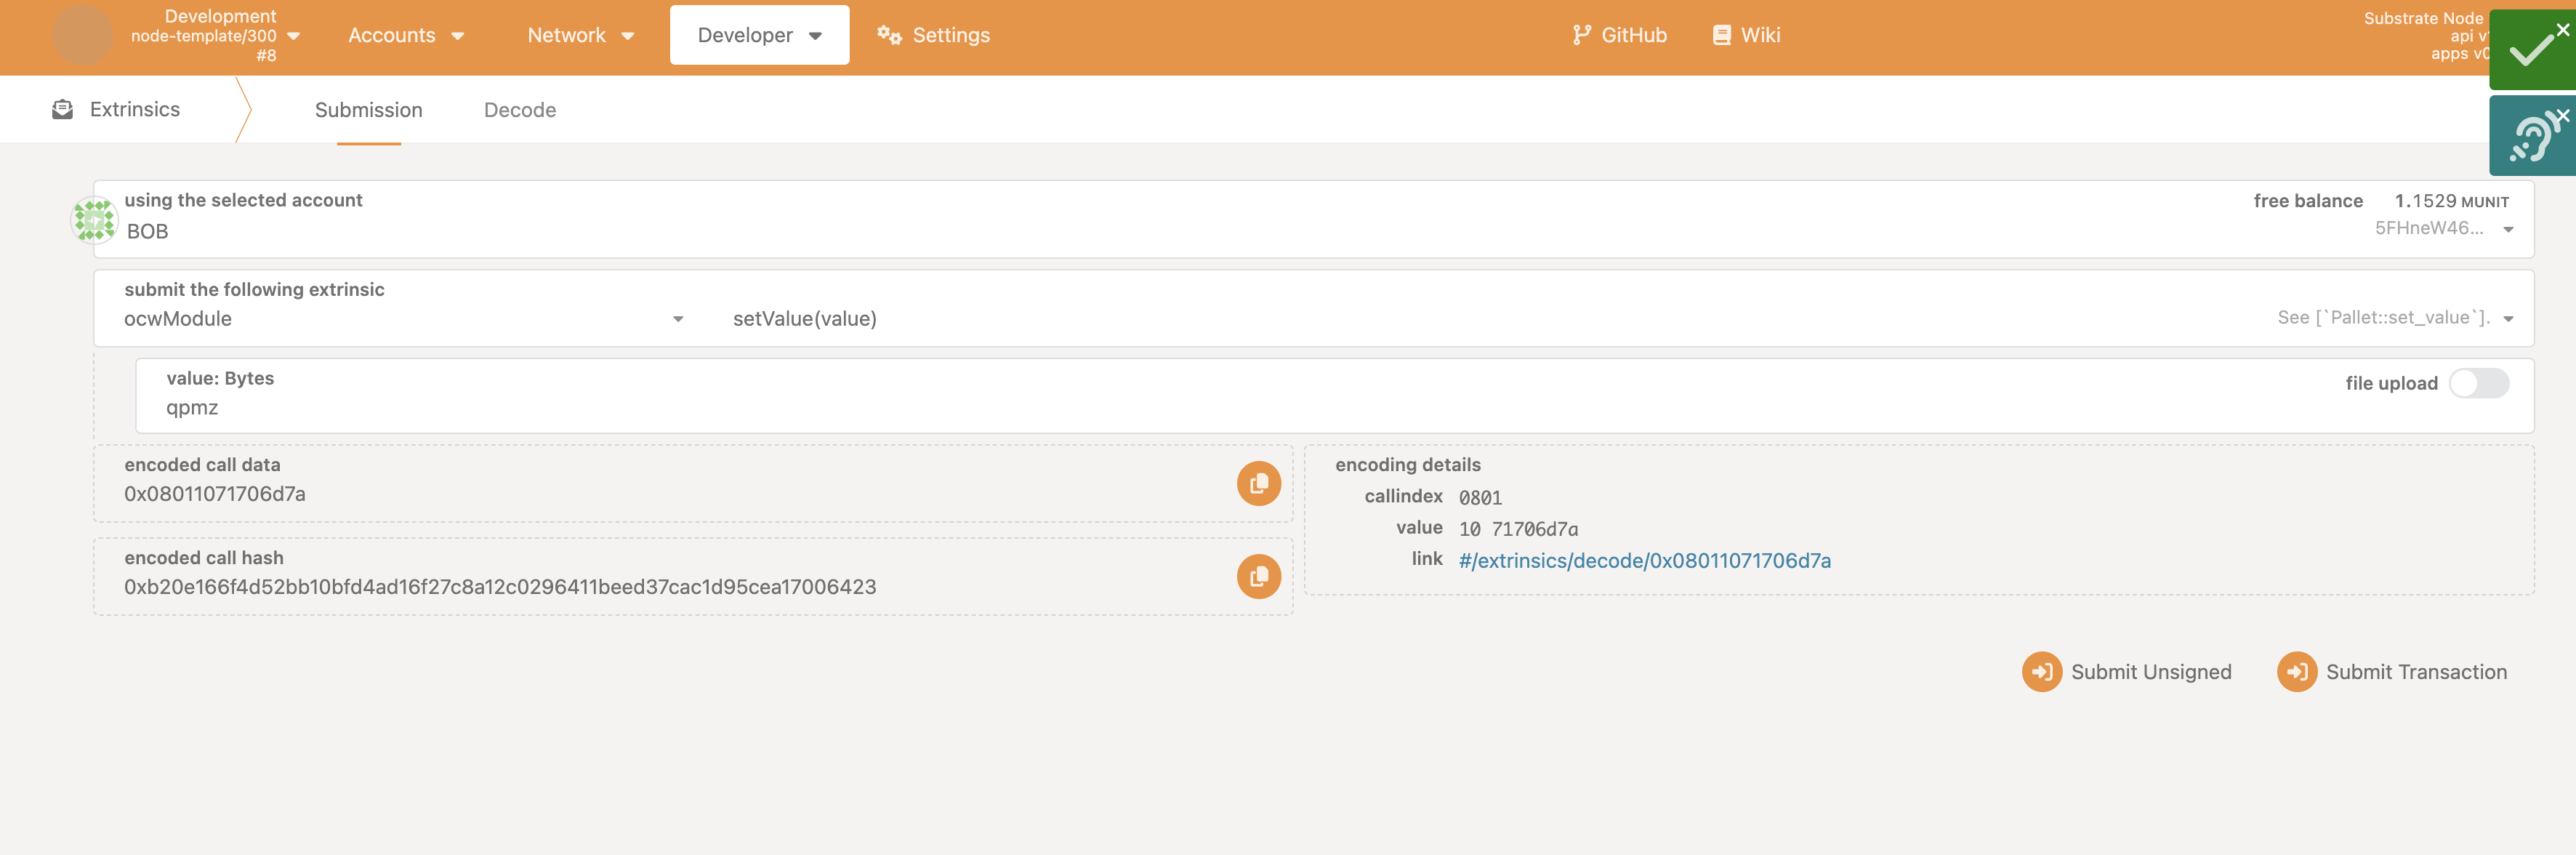 Development
node-template/300
#8
Accounts
Network
Developer
Settings
GitHub
Wiki
Substrate Node
api
apps
Extrinsics
Submission
Decode
using the selected account
BOB
free balance 1.1529 MUNIT
5FHneW46...
submit the following extrinsic
ocwModule
setValue(value)
See [`Pallet::set_value`].
value: Bytes
qpmz
file upload
encoded call data
0x08011071706d7a
encoded call hash
0xb20e166f4d52bb10bfd4ad16f27c8a12c0296411beed37cac1d95cea17006423
encoding details
callindex 0801
value 10 71706d7a
link #/extrinsics/decode/0x08011071706d7a
Submit Unsigned
Submit Transaction